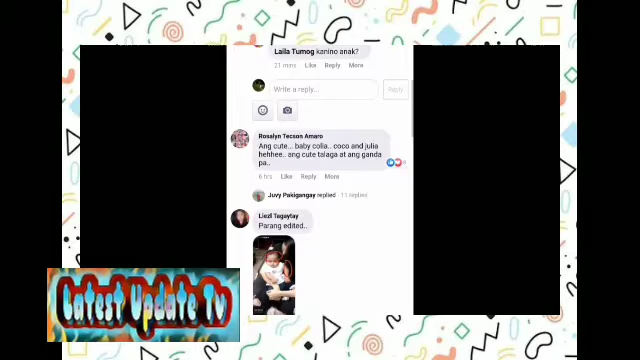 Laila Tumog kanino anak?
21 mins Like Reply More
Write a reply...
Reply
Rosalyn Tecson Amaro
Ang cute... baby colia.. coco and julia
hehhee.. ang cute talaga at ang ganda
pa..
6 hrs Like Reply More
Juvy Pakigangay replied · 11 replies
Liezl Tagaytay
Parang edited..
Latest Update Tv